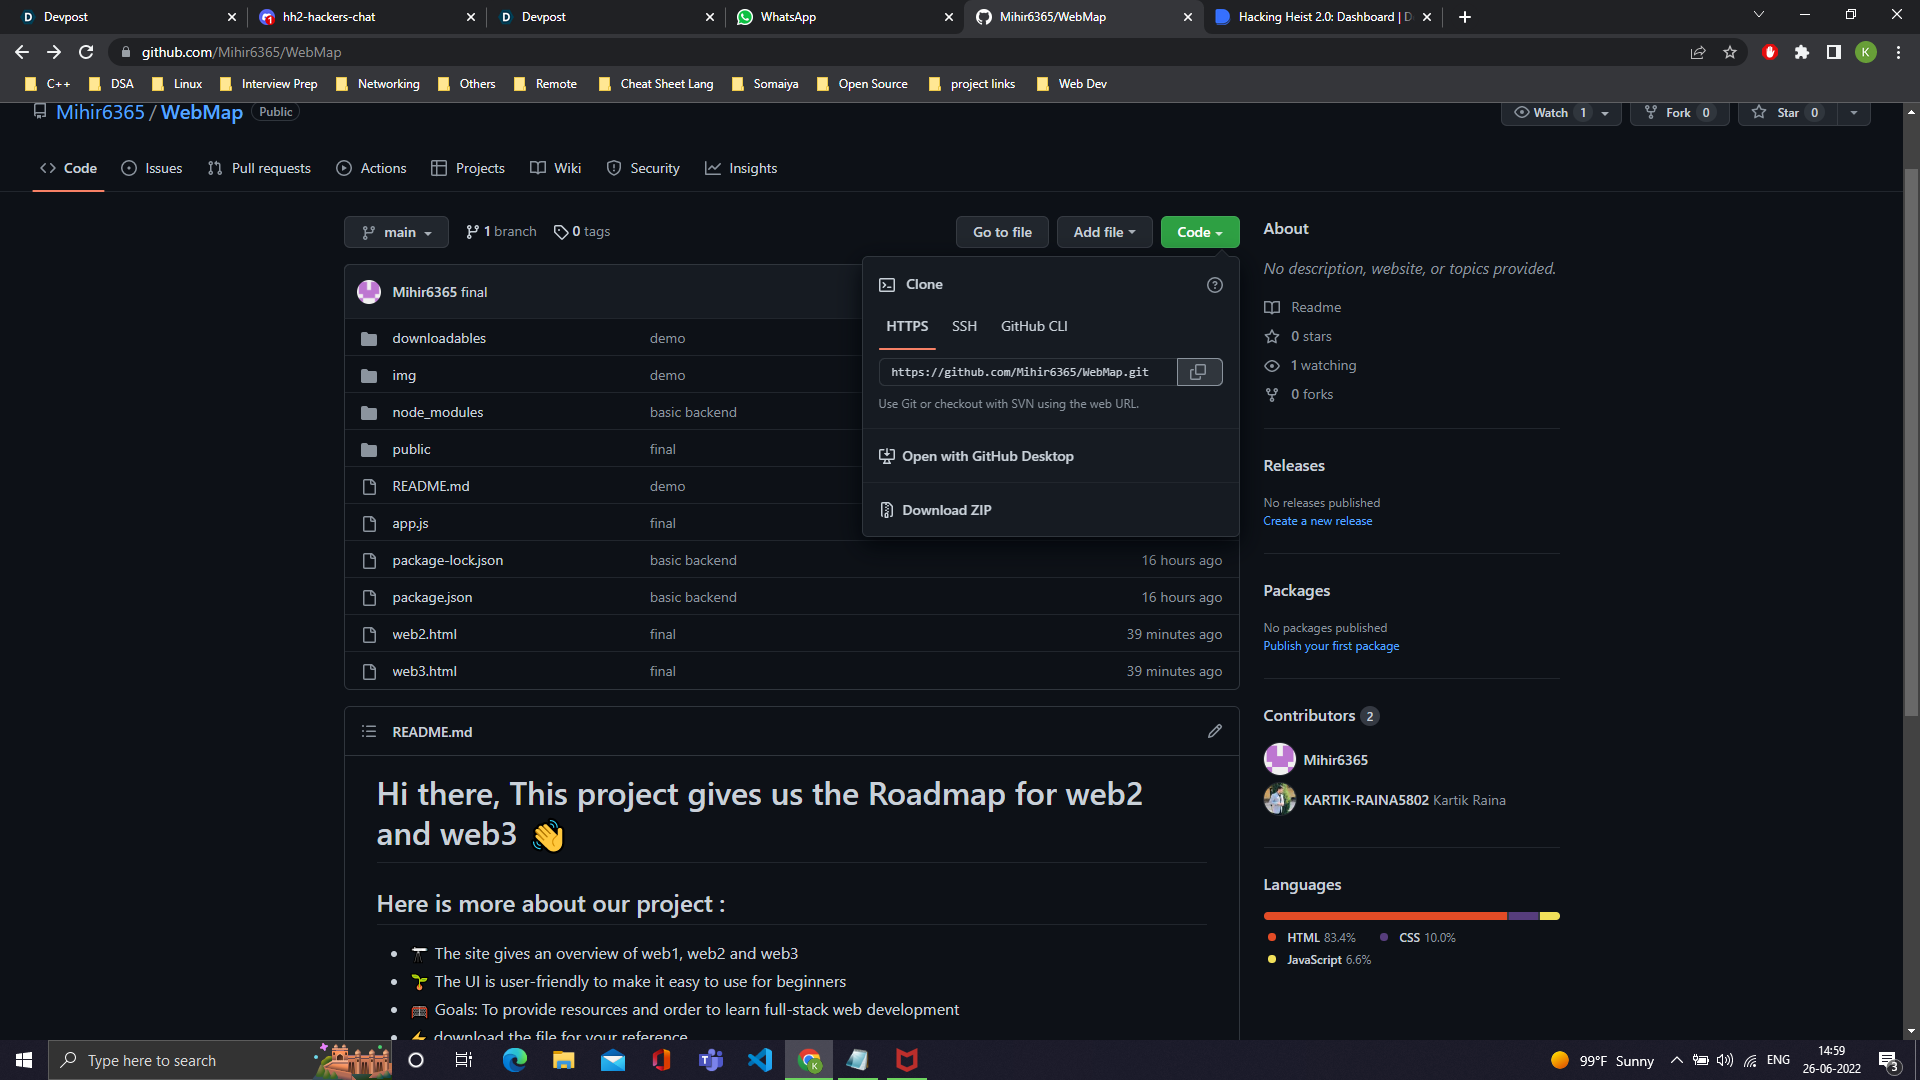 Devpost
hh2-hackers-chat
Devpost
WhatsApp
Mihir6365/WebMap
Hacking Heist 2.0: Dashboard | D
github.com/Mihir6365/WebMap
K
C++
DSA
Linux
Interview Prep
Networking
Others
Remote
Cheat Sheet Lang
Somaiya
Open Source
project links
Web Dev
Mihir6365 / WebMap Public
Watch 1
Fork 0
Star 0
Code
Issues
Pull requests
Actions
Projects
Wiki
Security
Insights
main
1 branch
0 tags
Go to file
Add file
Code
Mihir6365 final
downloadables demo
img demo
node_modules basic backend
public final
README.md demo
app.js final
package-lock.json basic backend 16 hours ago
package.json basic backend 16 hours ago
web2.html final 39 minutes ago
web3.html final 39 minutes ago
Clone
HTTPS SSH GitHub CLI
https://github.com/Mihir6365/WebMap.git
Use Git or checkout with SVN using the web URL.
Open with GitHub Desktop
Download ZIP
README.md
Hi there, This project gives us the Roadmap for web2
and web3 👋
Here is more about our project :
The site gives an overview of web1, web2 and web3
The UI is user-friendly to make it easy to use for beginners
Goals: To provide resources and order to learn full-stack web development
download the file for your reference
About
No description, website, or topics provided.
Readme
0 stars
1 watching
0 forks
Releases
No releases published
Create a new release
Packages
No packages published
Publish your first package
Contributors 2
Mihir6365
KARTIK-RAINA5802 Kartik Raina
Languages
HTML 83.4%
CSS 10.0%
JavaScript 6.6%
Type here to search
99°F Sunny
ENG
14:59
26-06-2022
3